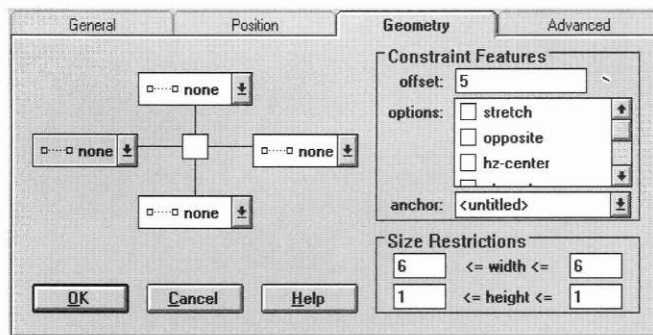 General Position Geometry Advanced
none
none
none
none
OK Cancel Help
Constraint Features
offset: 5
options: stretch
opposite
hz-center
anchor: <untitled>
Size Restrictions
6 <= width <= 6
1 <= height <= 1